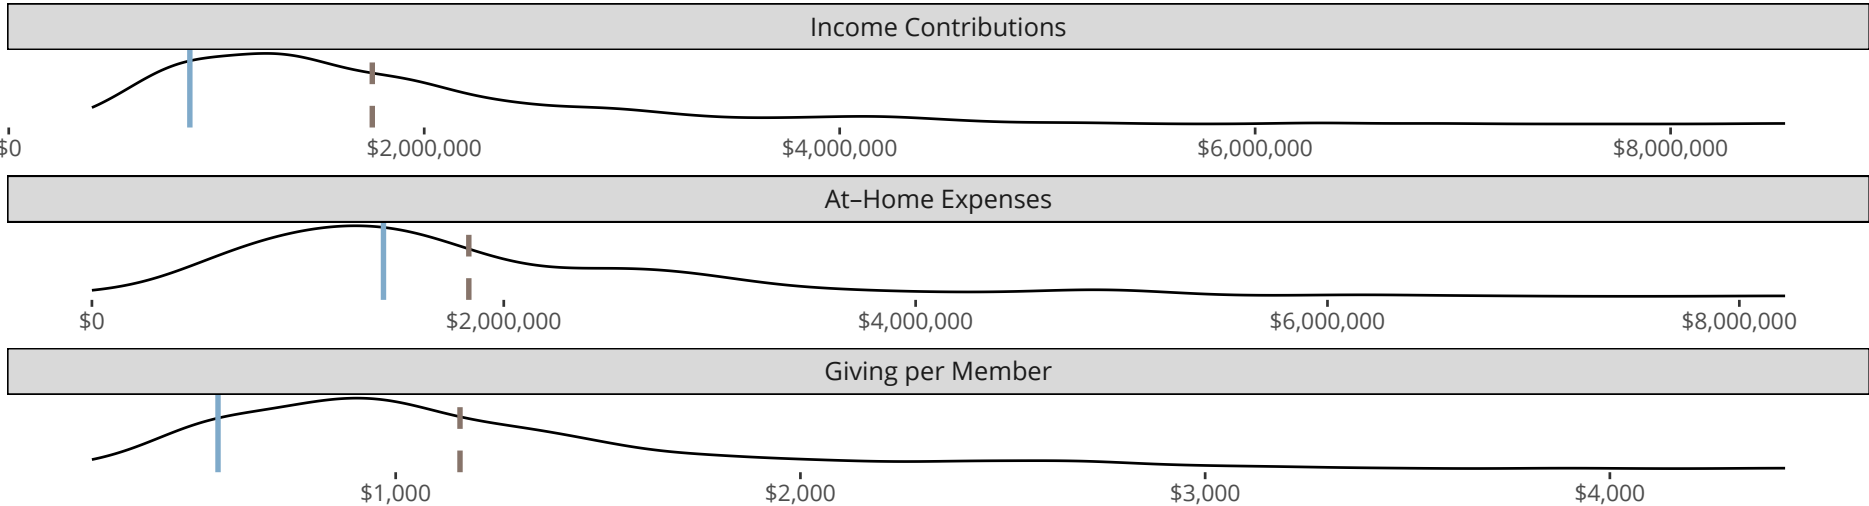 Income Contributions
$0 $2,000,000 $4,000,000 $6,000,000 $8,000,000
At–Home Expenses
$0 $2,000,000 $4,000,000 $6,000,000 $8,000,000
Giving per Member
$1,000 $2,000 $3,000 $4,000